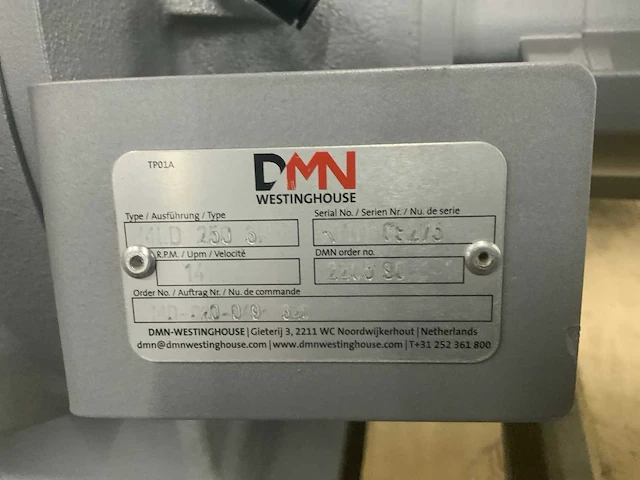 TP01A
DMN
WESTINGHOUSE
Type / Ausführung / Type
Serial No. / Serien Nr. / Nu. de serie
250
R.P.M. / Upm / Velocité
DMN order no.
14
Order No. / Auftrag Nr. / Nu. de commande
DMN-WESTINGHOUSE | Gieterij 3, 2211 WC Noordwijkerhout | Netherlands
dmn@dmnwestinghouse.com | www.dmnwestinghouse.com | T+31 252 361 800